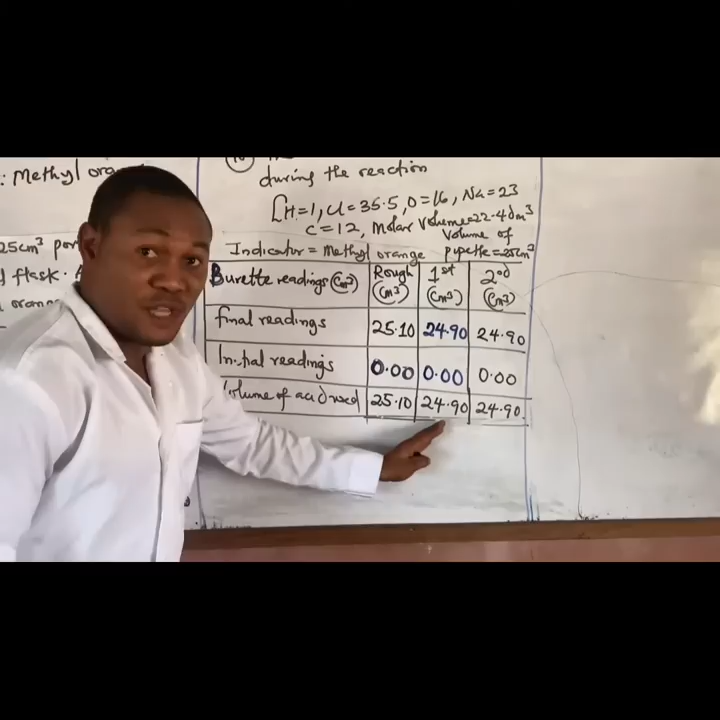 : Methyl oran
25cm³ por
d flask.
oran
during the reaction
[H=1, Cl=35.5, O=16, Na=23
C=12, Molar Volume=22.4dm³
Indicator = Methyl orange
Volume of
pipette=25cm³
Burette readings (cm³) Rough (cm³) 1st (cm³) 2nd (cm³)
final readings 25.10 24.90 24.90
Initial readings 0.00 0.00 0.00
Volume of acid used 25.10 24.90 24.90